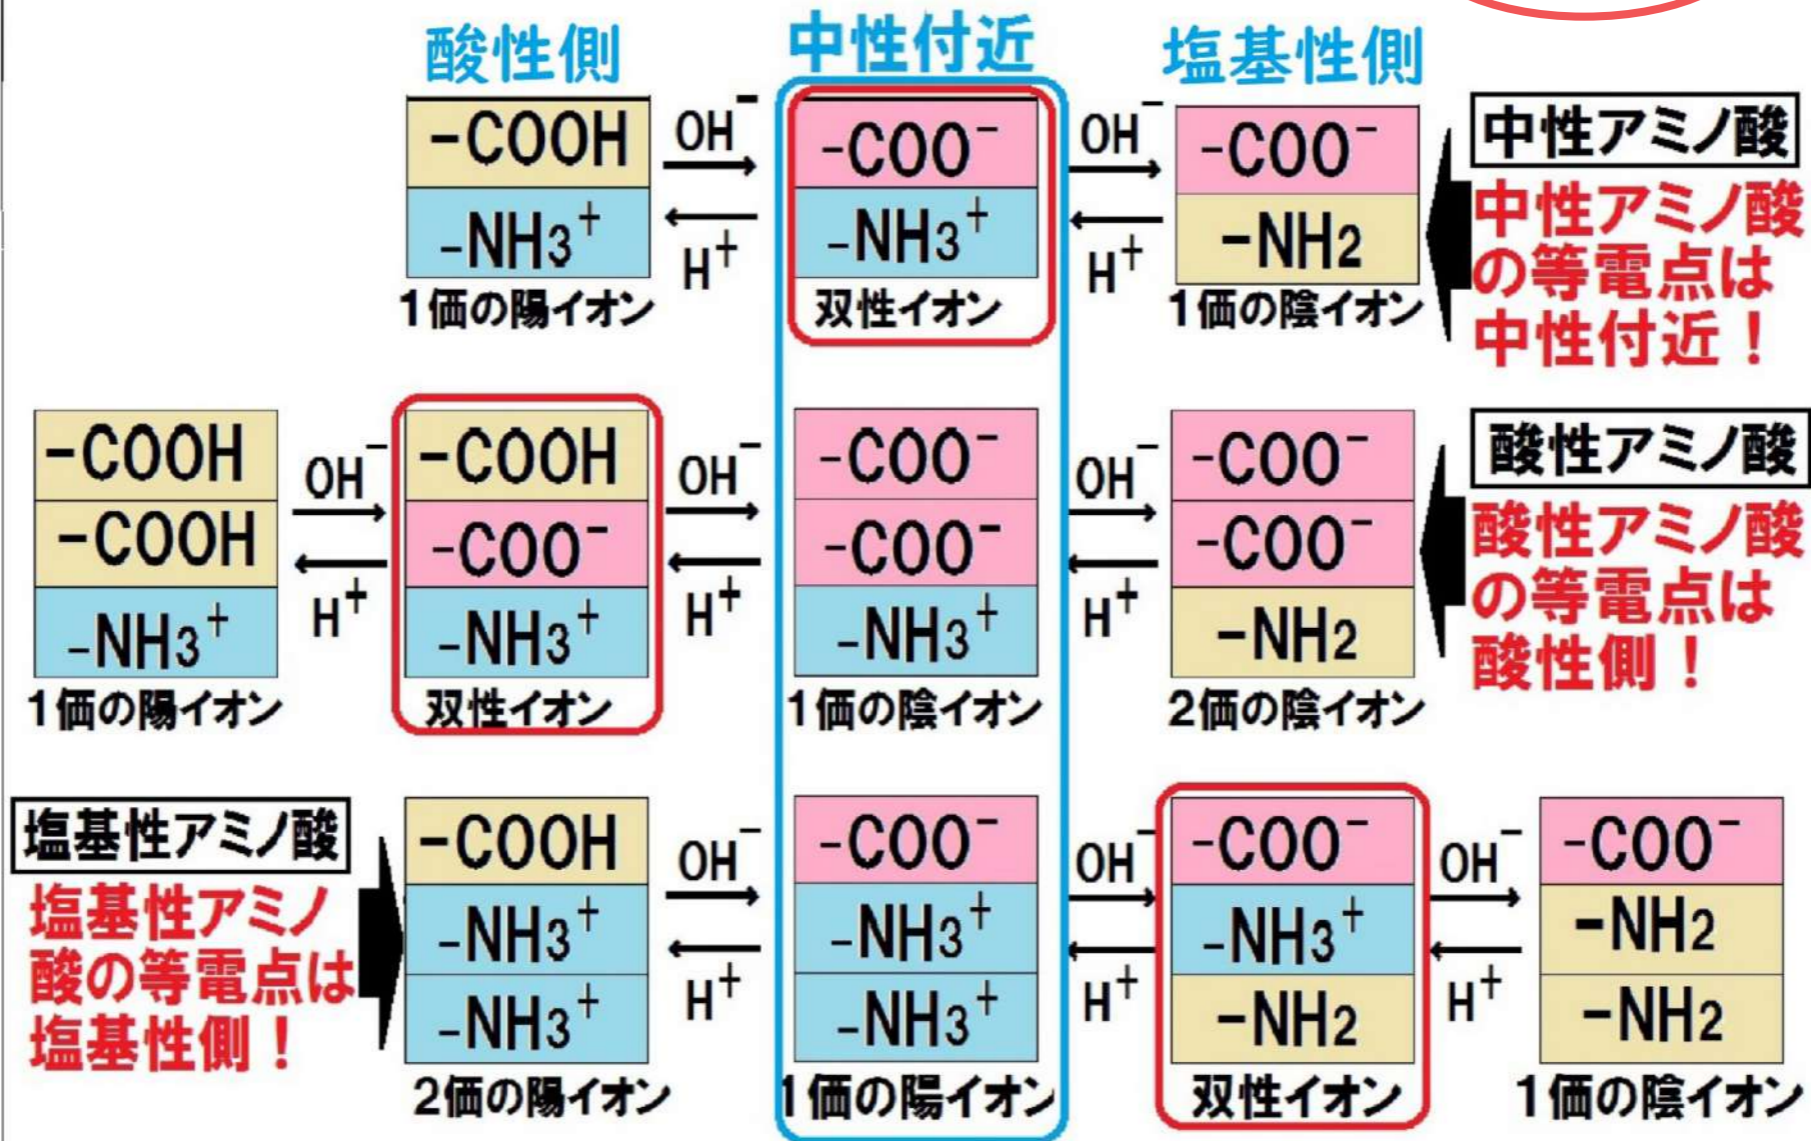 酸性側
中性付近
塩基性側
-COOH
-NH3+
1価の陽イオン
OH-
H+
-COO-
-NH3+
双性イオン
OH-
H+
-COO-
-NH2
1価の陰イオン
中性アミノ酸
中性アミノ酸
の等電点は
中性付近!
-COOH
-COOH
-NH3+
1価の陽イオン
OH-
H+
-COOH
-COO-
-NH3+
双性イオン
OH-
H+
-COO-
-COO-
-NH3+
1価の陰イオン
OH-
H+
-COO-
-COO-
-NH2
2価の陰イオン
酸性アミノ酸
酸性アミノ酸
の等電点は
酸性側!
塩基性アミノ酸
塩基性アミノ
酸の等電点は
塩基性側!
-COOH
-NH3+
-NH3+
2価の陽イオン
OH-
H+
-COO-
-NH3+
-NH3+
1価の陽イオン
OH-
H+
-COO-
-NH3+
-NH2
双性イオン
OH-
H+
-COO-
-NH2
-NH2
1価の陰イオン